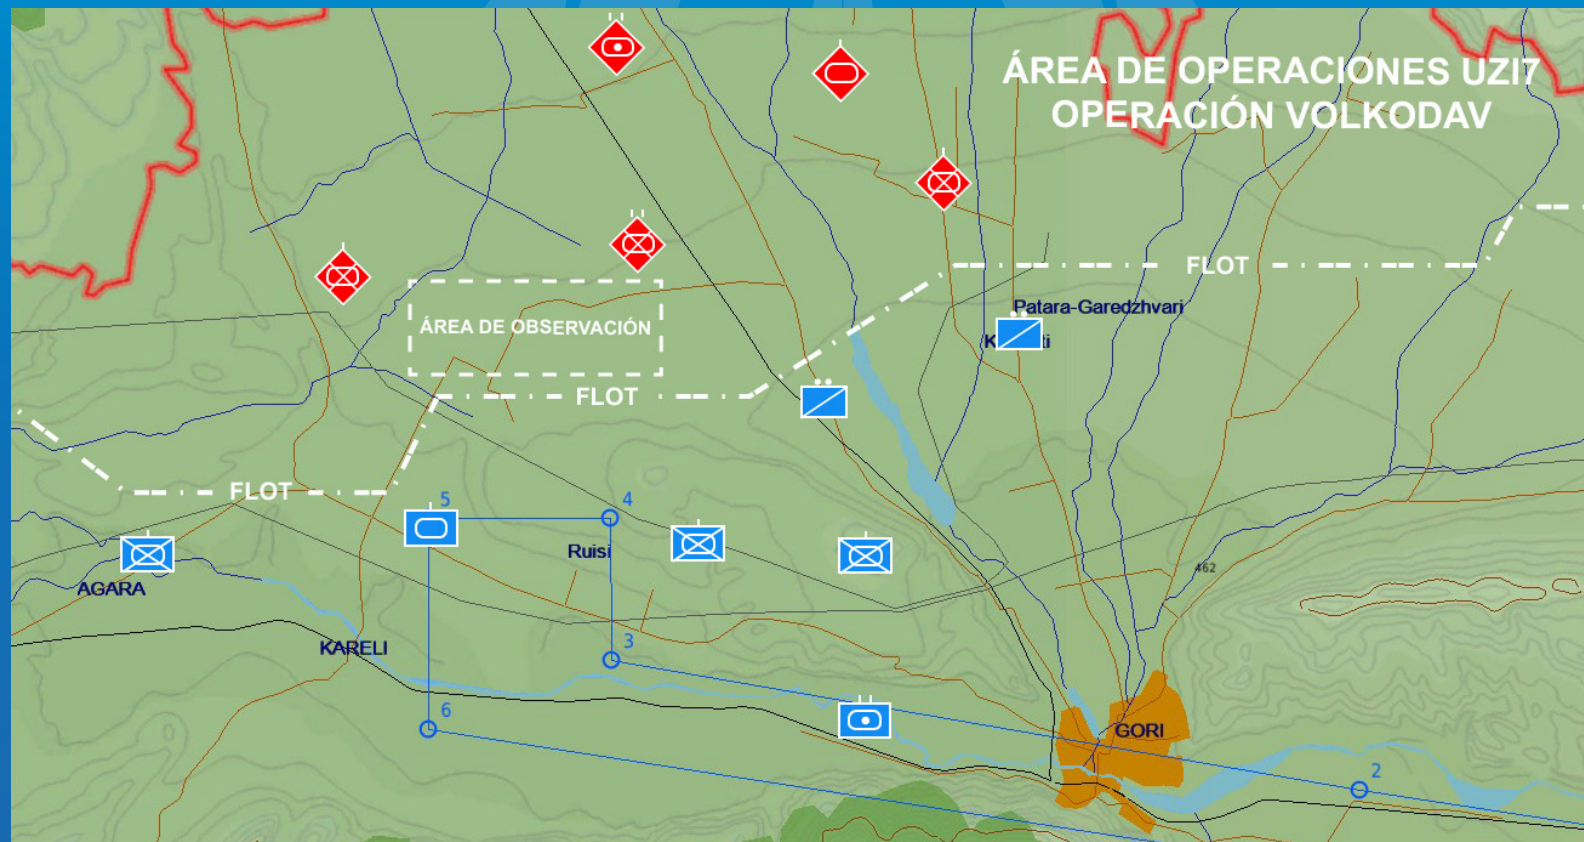 ÁREA DE OPERACIONES UZI7
OPERACIÓN VOLKODAV
FLOT
Patara-Garedzhvari
ÁREA DE OBSERVACIÓN
FLOT
FLOT
5
4
Ruisi
462
AGARA
3
KARELI
6
GORI
2